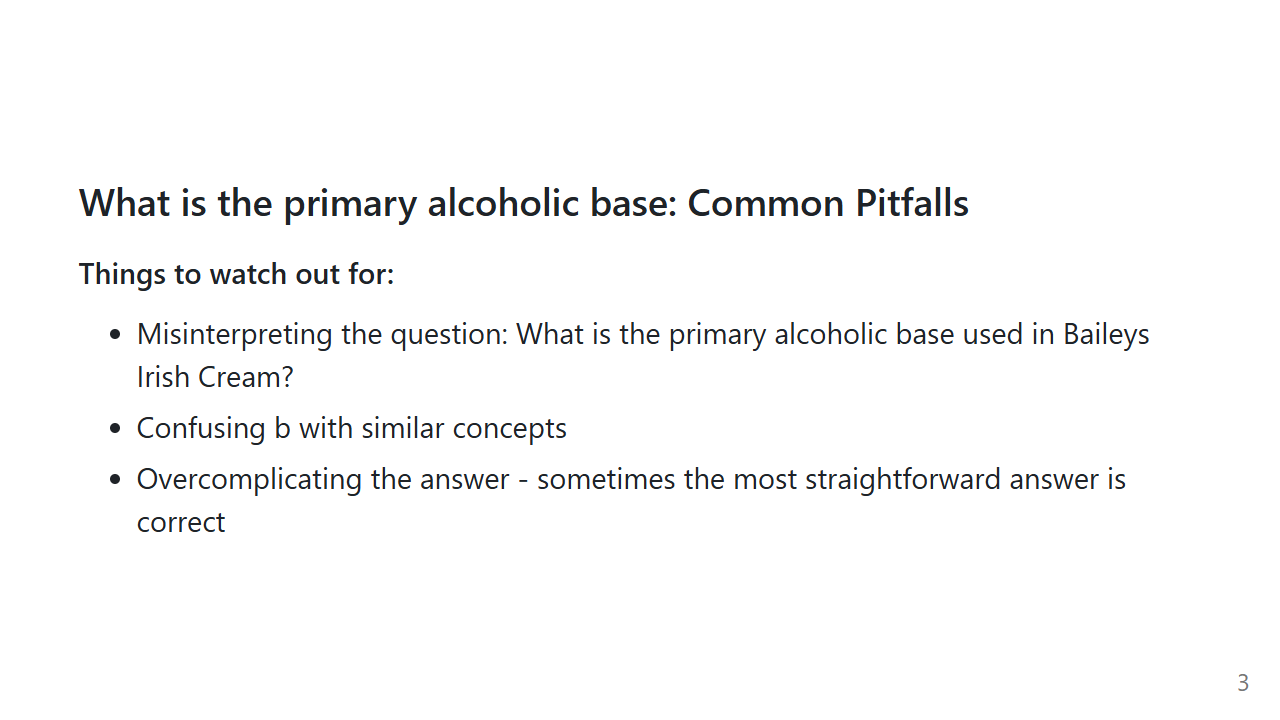 What is the primary alcoholic base: Common Pitfalls
Things to watch out for:
• Misinterpreting the question: What is the primary alcoholic base used in Baileys
Irish Cream?
• Confusing b with similar concepts
• Overcomplicating the answer - sometimes the most straightforward answer is
correct
3